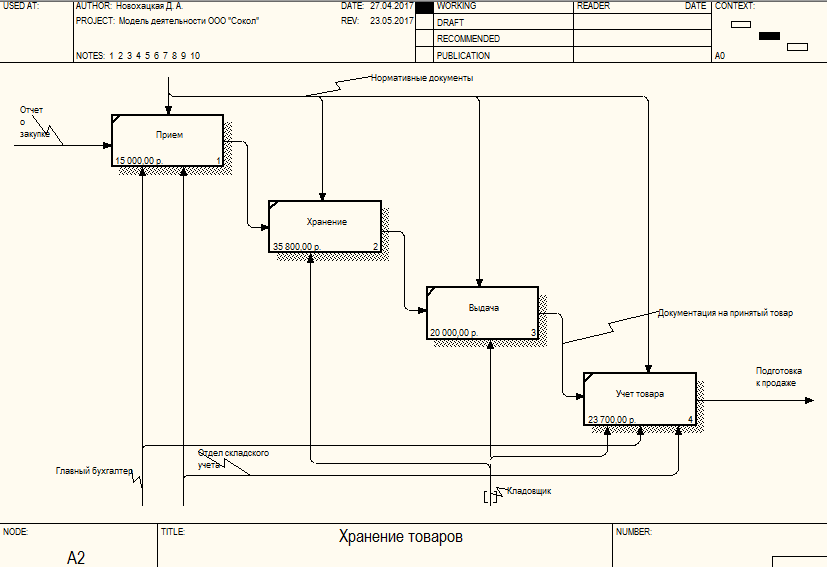 USED AT:
AUTHOR: Новохацкая Д. А.
DATE: 27.04.2017
WORKING
READER
DATE
CONTEXT:
PROJECT: Модель деятельности ООО "Сокол"
REV: 23.05.2017
DRAFT
RECOMMENDED
NOTES: 1 2 3 4 5 6 7 8 9 10
PUBLICATION
A0
Нормативные документы
Отчет
о
закупке
Прием
15 000,00 р.
1
Хранение
35 800,00 р.
2
Выдача
20 000,00 р.
3
Документация на принятый товар
Подготовка
к продаже
Учет товара
23 700,00 р.
4
Отдел складского
учета
Главный бухгалтер
Кладовщик
NODE:
TITLE:
Хранение товаров
NUMBER:
A2